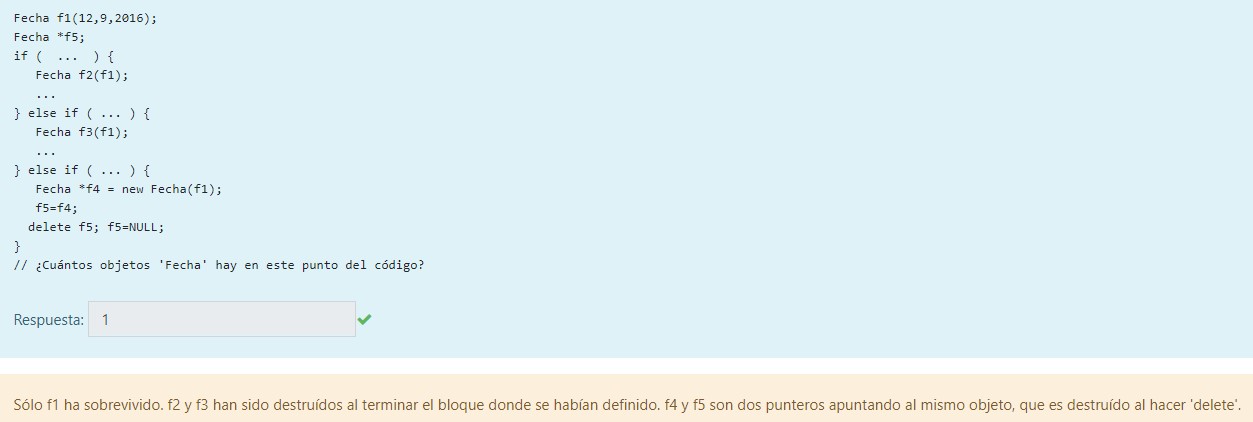 Fecha f1(12,9,2016);
Fecha *f5;
if (  ...  ) {
   Fecha f2(f1);
   ...
} else if ( ... ) {
   Fecha f3(f1);
   ...
} else if ( ... ) {
   Fecha *f4 = new Fecha(f1);
   f5=f4;
  delete f5; f5=NULL;
}
// ¿Cuántos objetos 'Fecha' hay en este punto del código?
Respuesta: 1
Sólo f1 ha sobrevivido. f2 y f3 han sido destruídos al terminar el bloque donde se habían definido. f4 y f5 son dos punteros apuntando al mismo objeto, que es destruído al hacer 'delete'.